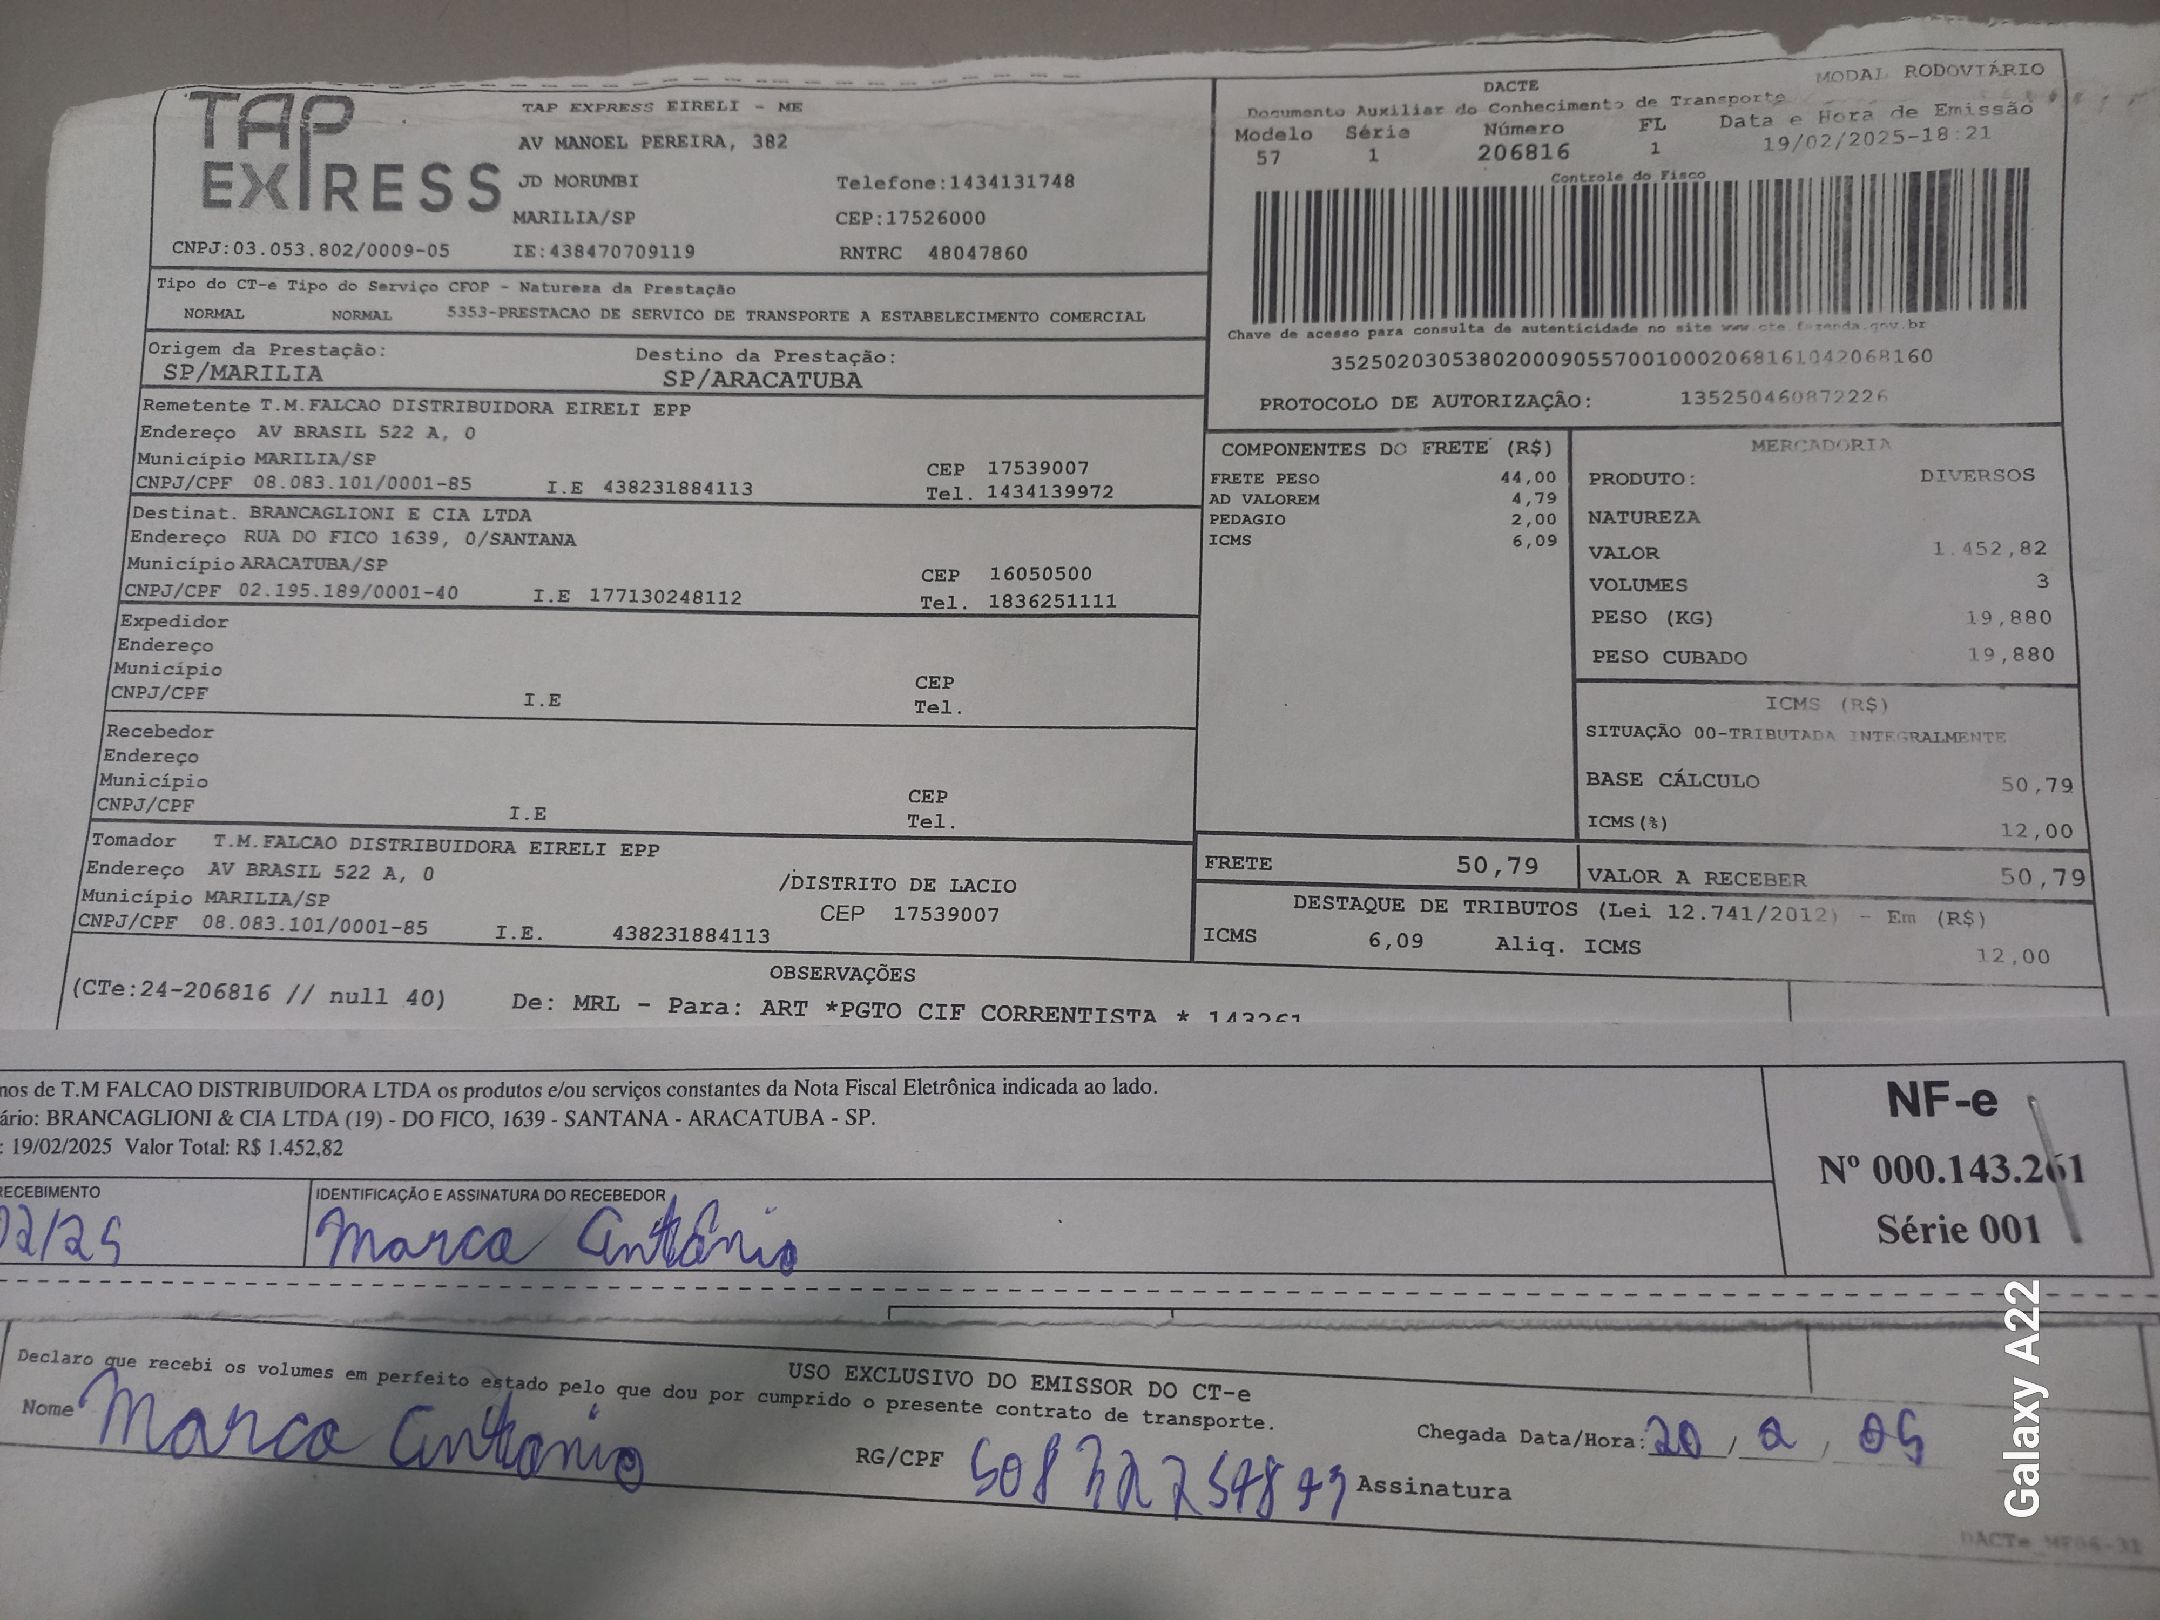 TAP EXPRESS
TAP EXPRESS EIRELI - ME
AV MANOEL PEREIRA, 382
JD MORUMBI Telefone:1434131748
MARILIA/SP CEP:17526000
CNPJ:03.053.802/0009-05 IE:438470709119 RNTRC 48047860
DACTE MODAL RODOVIÁRIO
Documento Auxiliar do Conhecimento de Transporte
Modelo Série Número FL Data e Hora de Emissão
57 1 206816 1 19/02/2025-18:21
Controle do Fisco
Chave de acesso para consulta de autenticidade no site www.cte.fazenda.gov.br
35250203053802000905570010002068161042068160
PROTOCOLO DE AUTORIZAÇÃO: 135250460872226
Tipo do CT-e Tipo do Serviço CFOP - Natureza da Prestação
NORMAL NORMAL 5353-PRESTACAO DE SERVICO DE TRANSPORTE A ESTABELECIMENTO COMERCIAL
Origem da Prestação: Destino da Prestação:
SP/MARILIA SP/ARACATUBA
Remetente T.M.FALCAO DISTRIBUIDORA EIRELI EPP
Endereço AV BRASIL 522 A, 0
Município MARILIA/SP CEP 17539007
CNPJ/CPF 08.083.101/0001-85 I.E 438231884113 Tel. 1434139972
Destinat. BRANCAGLIONI E CIA LTDA
Endereço RUA DO FICO 1639, 0/SANTANA
Município ARACATUBA/SP CEP 16050500
CNPJ/CPF 02.195.189/0001-40 I.E 177130248112 Tel. 1836251111
Expedidor
Endereço
Município CEP
CNPJ/CPF I.E Tel.
Recebedor
Endereço
Município CEP
CNPJ/CPF I.E Tel.
Tomador T.M.FALCAO DISTRIBUIDORA EIRELI EPP
Endereço AV BRASIL 522 A, 0 /DISTRITO DE LACIO
Município MARILIA/SP CEP 17539007
CNPJ/CPF 08.083.101/0001-85 I.E. 438231884113
COMPONENTES DO FRETE (R$)
FRETE PESO 44,00
AD VALOREM 4,79
PEDAGIO 2,00
ICMS 6,09
MERCADORIA
PRODUTO: DIVERSOS
NATUREZA
VALOR 1.452,82
VOLUMES 3
PESO (KG) 19,880
PESO CUBADO 19,880
ICMS (R$)
SITUAÇÃO 00-TRIBUTADA INTEGRALMENTE
BASE CÁLCULO 50,79
ICMS(%) 12,00
FRETE 50,79 VALOR A RECEBER 50,79
DESTAQUE DE TRIBUTOS (Lei 12.741/2012) - Em (R$)
ICMS 6,09 Aliq. ICMS 12,00
OBSERVAÇÕES
(CTe:24-206816 // null 40) De: MRL - Para: ART *PGTO CIF CORRENTISTA * 143261
nos de T.M FALCAO DISTRIBUIDORA LTDA os produtos e/ou serviços constantes da Nota Fiscal Eletrônica indicada ao lado.
ário: BRANCAGLIONI & CIA LTDA (19) - DO FICO, 1639 - SANTANA - ARACATUBA - SP.
: 19/02/2025 Valor Total: R$ 1.452,82
NF-e
Nº 000.143.261
Série 001
RECEBIMENTO IDENTIFICAÇÃO E ASSINATURA DO RECEBEDOR
02/25 Marco Antônio
USO EXCLUSIVO DO EMISSOR DO CT-e
Declaro que recebi os volumes em perfeito estado pelo que dou por cumprido o presente contrato de transporte.
Nome Marco Antonio RG/CPF Assinatura Chegada Data/Hora: 20 / 2 /
Galaxy A22